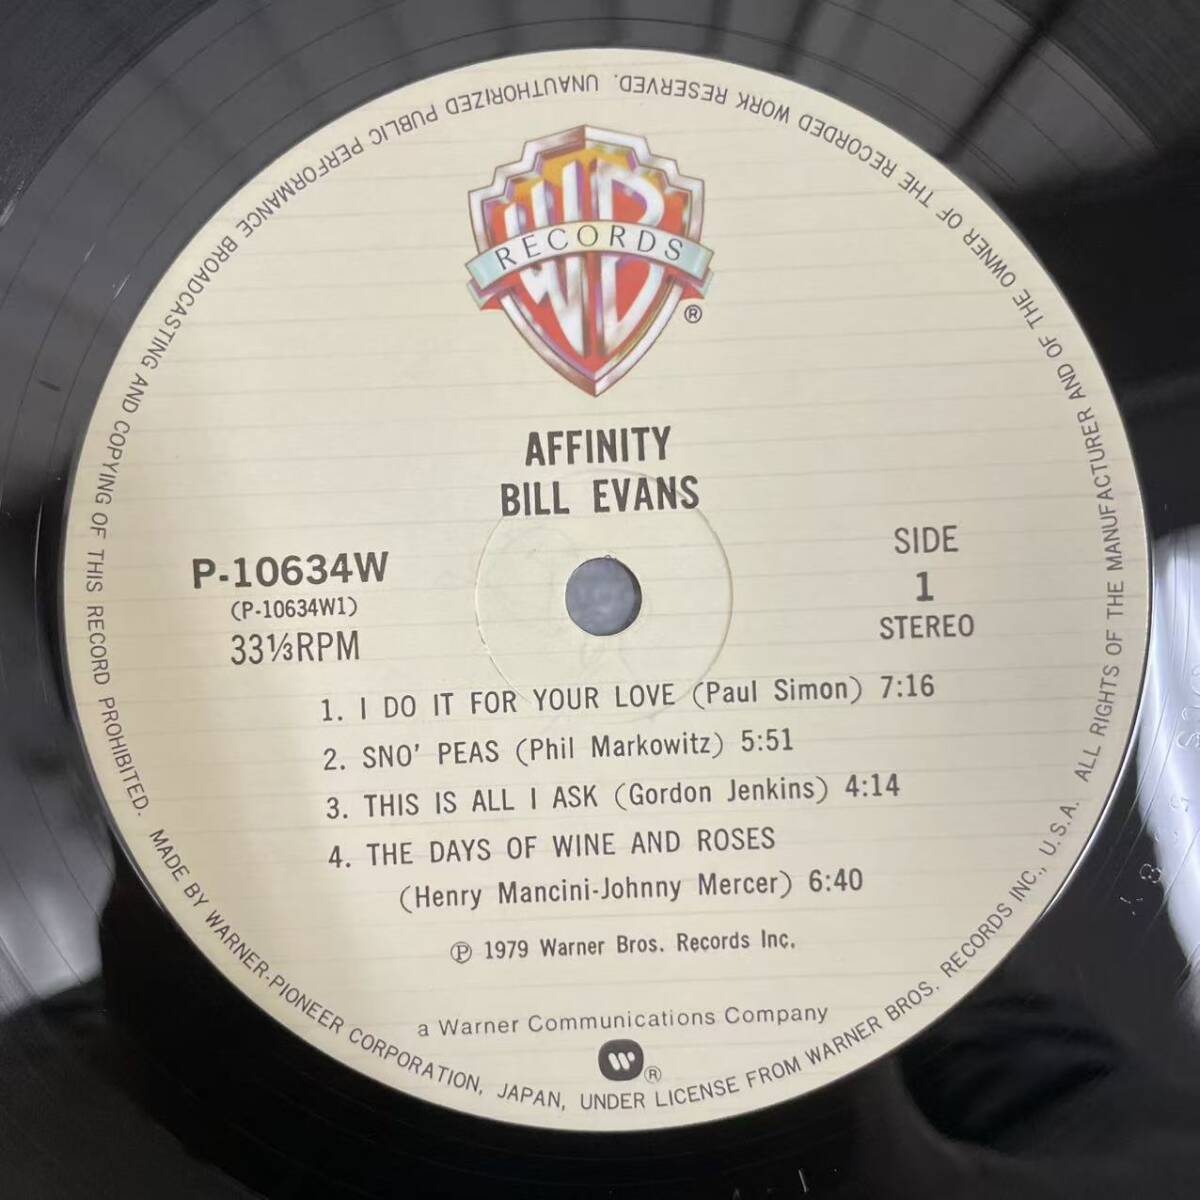 WB
RECORDS
®
AFFINITY
BILL EVANS
P-10634W
(P-10634W1)
33⅓RPM
SIDE
1
STEREO
1. I DO IT FOR YOUR LOVE (Paul Simon) 7:16
2. SNO' PEAS (Phil Markowitz) 5:51
3. THIS IS ALL I ASK (Gordon Jenkins) 4:14
4. THE DAYS OF WINE AND ROSES
(Henry Mancini-Johnny Mercer) 6:40
Ⓟ 1979 Warner Bros. Records Inc.
a Warner Communications Company
W ®
MADE BY WARNER-PIONEER CORPORATION, JAPAN, UNDER LICENSE FROM WARNER BROS. RECORDS INC., U.S.A. ALL RIGHTS OF THE MANUFACTURER AND OF THE OWNER OF THE RECORDED WORK RESERVED. UNAUTHORIZED PUBLIC PERFORMANCE BROADCASTING AND COPYING OF THIS RECORD PROHIBITED.